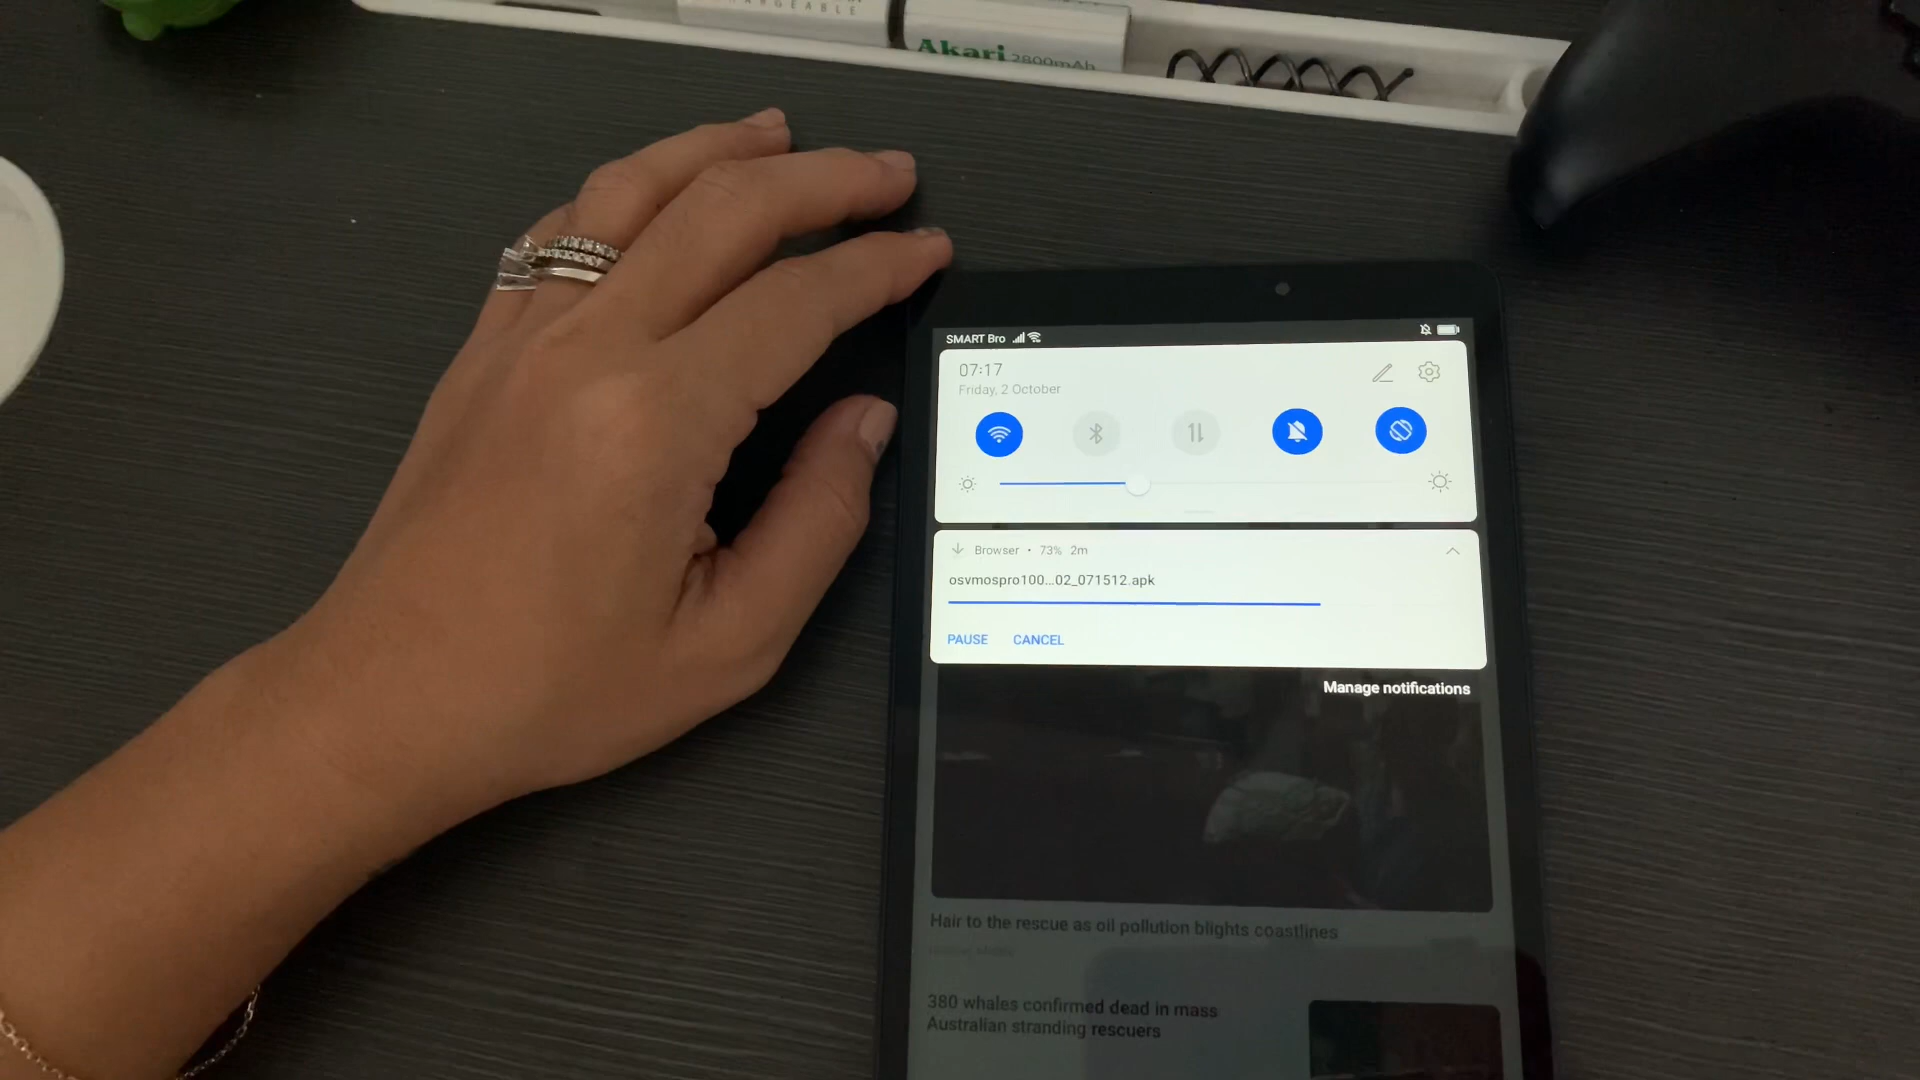 RGEABLE
Akari 2800mAh
SMART Bro
07:17
Friday, 2 October
Browser • 73% 2m
osvmospro100...02_071512.apk
PAUSE CANCEL
Manage notifications
Hair to the rescue as oil pollution blights coastlines
380 whales confirmed dead in mass
Australian stranding rescuers